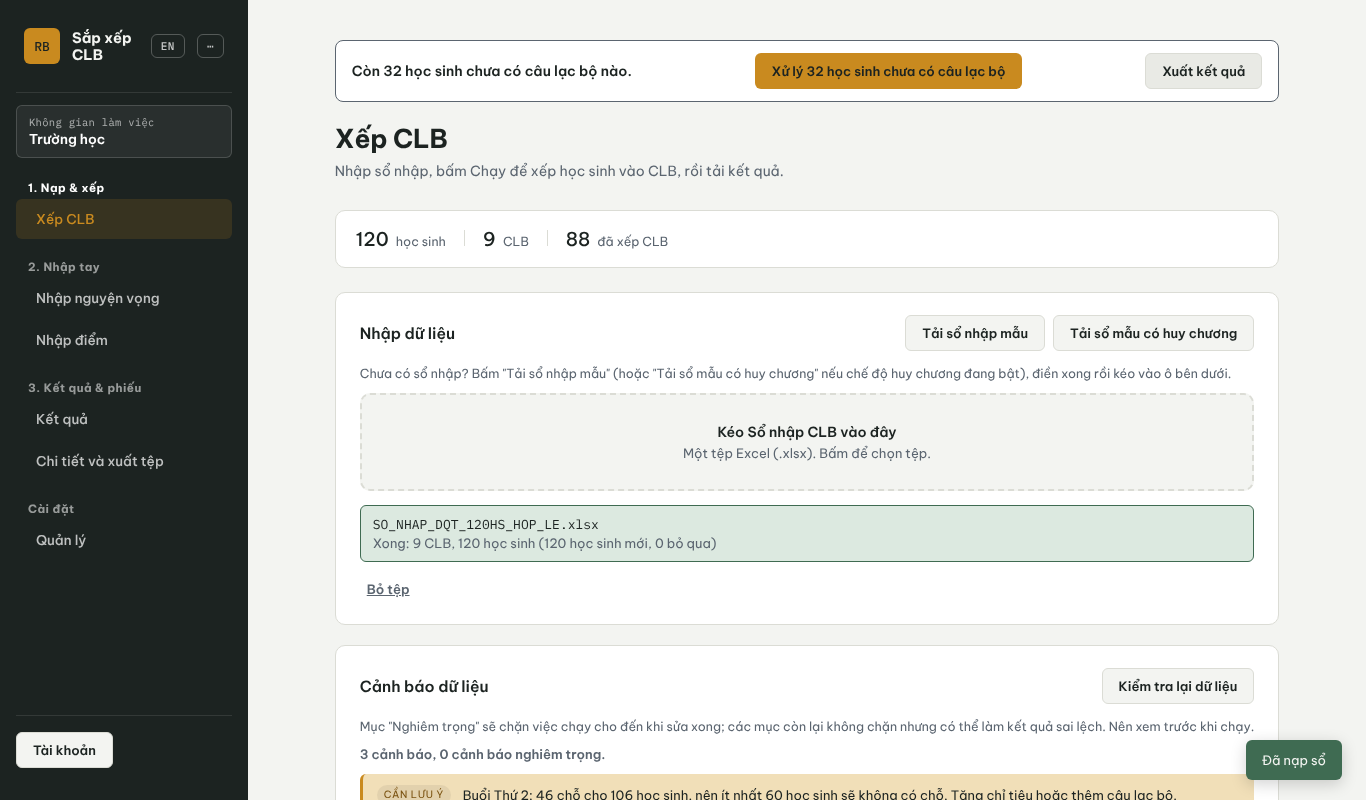 RB
Sắp xếp
CLB
EN
⋯
Không gian làm việc
Trường học
1. Nạp & xếp
Xếp CLB
2. Nhập tay
Nhập nguyện vọng
Nhập điểm
3. Kết quả & phiếu
Kết quả
Chi tiết và xuất tệp
Cài đặt
Quản lý
Tài khoản
Còn 32 học sinh chưa có câu lạc bộ nào.
Xử lý 32 học sinh chưa có câu lạc bộ
Xuất kết quả
Xếp CLB
Nhập sổ nhập, bấm Chạy để xếp học sinh vào CLB, rồi tải kết quả.
120 học sinh
9 CLB
88 đã xếp CLB
Nhập dữ liệu
Tải sổ nhập mẫu
Tải sổ mẫu có huy chương
Chưa có sổ nhập? Bấm "Tải sổ nhập mẫu" (hoặc "Tải sổ mẫu có huy chương" nếu chế độ huy chương đang bật), điền xong rồi kéo vào ô bên dưới.
Kéo Sổ nhập CLB vào đây
Một tệp Excel (.xlsx). Bấm để chọn tệp.
SO_NHAP_DQT_120HS_HOP_LE.xlsx
Xong: 9 CLB, 120 học sinh (120 học sinh mới, 0 bỏ qua)
Bỏ tệp
Cảnh báo dữ liệu
Kiểm tra lại dữ liệu
Mục "Nghiêm trọng" sẽ chặn việc chạy cho đến khi sửa xong; các mục còn lại không chặn nhưng có thể làm kết quả sai lệch. Nên xem trước khi chạy.
3 cảnh báo, 0 cảnh báo nghiêm trọng.
CẦN LƯU Ý
Buổi Thứ 2: 46 chỗ cho 106 học sinh, nên ít nhất 60 học sinh sẽ không có chỗ. Tăng chỉ tiêu hoặc thêm câu lạc bộ.
Đã nạp sổ